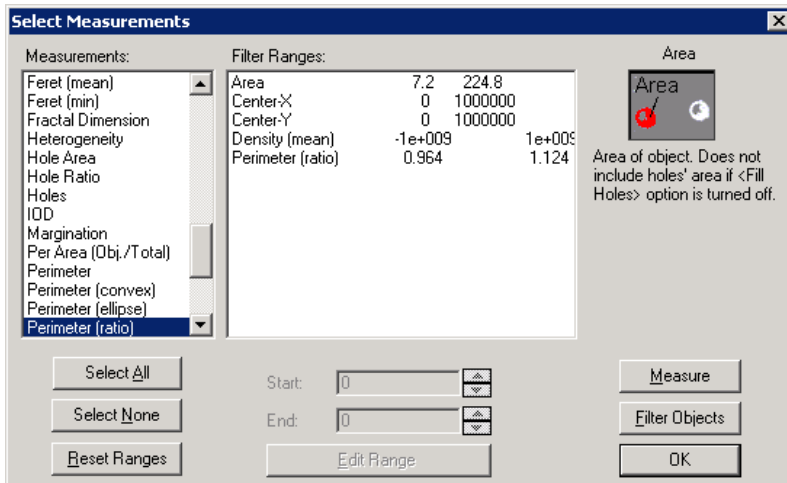 Select Measurements
Measurements:
Feret (mean)
Feret (min)
Fractal Dimension
Heterogeneity
Hole Area
Hole Ratio
Holes
IOD
Margination
Per Area (Obj./Total)
Perimeter
Perimeter (convex)
Perimeter (ellipse)
Perimeter (ratio)
Filter Ranges:
Area 7.2 224.8
Center-X 0 1000000
Center-Y 0 1000000
Density (mean) -1e+009 1e+009
Perimeter (ratio) 0.964 1.124
Area
Area
Area of object. Does not
include holes' area if <Fill
Holes> option is turned off.
Select All
Select None
Reset Ranges
Start: 0
End: 0
Edit Range
Measure
Filter Objects
OK